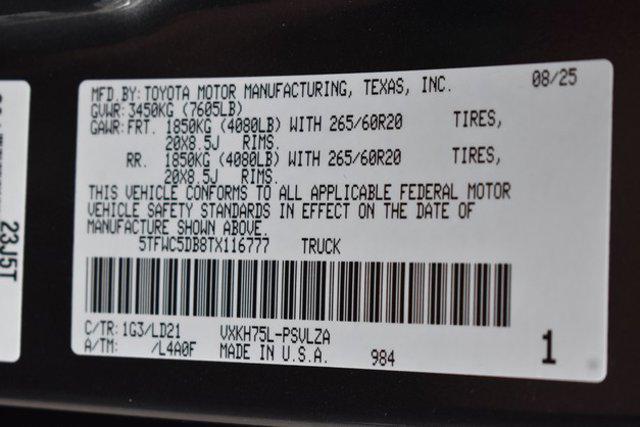 MFD.BY:TOYOTA MOTOR MANUFACTURING, TEXAS, INC. 08/25
GVWR:3450KG (7605LB)
GAWR:FRT. 1850KG (4080LB) WITH 265/60R20 TIRES,
20X8.5J RIMS.
RR. 1850KG (4080LB) WITH 265/60R20 TIRES,
20X8.5J RIMS.
THIS VEHICLE CONFORMS TO ALL APPLICABLE FEDERAL MOTOR
VEHICLE SAFETY STANDARDS IN EFFECT ON THE DATE OF
MANUFACTURE SHOWN ABOVE.
5TFWC5DB8TX116777 TRUCK
C/TR:1G3/LD21 VXKH75L-PSVLZA
A/TM: /L4A0F MADE IN U.S.A. 984 1
23J5T